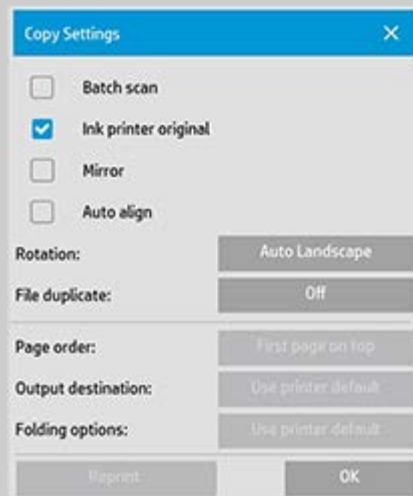 Copy Settings
Batch scan
Ink printer original
Mirror
Auto align
Rotation: Auto Landscape
File duplicate: Off
Page order: First page on top
Output destination: Use printer default
Folding options: Use printer default
Reprint OK